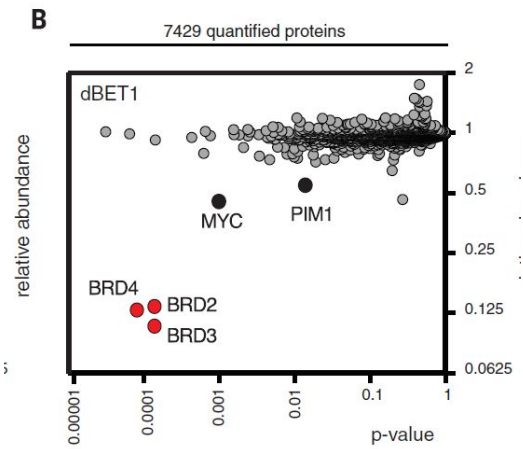 B
7429 quantified proteins
dBET1
relative abundance
2
1
0.5
0.25
0.125
0.0625
MYC
PIM1
BRD4
BRD2
BRD3
0.00001
0.0001
0.001
0.01
0.1
1
p-value